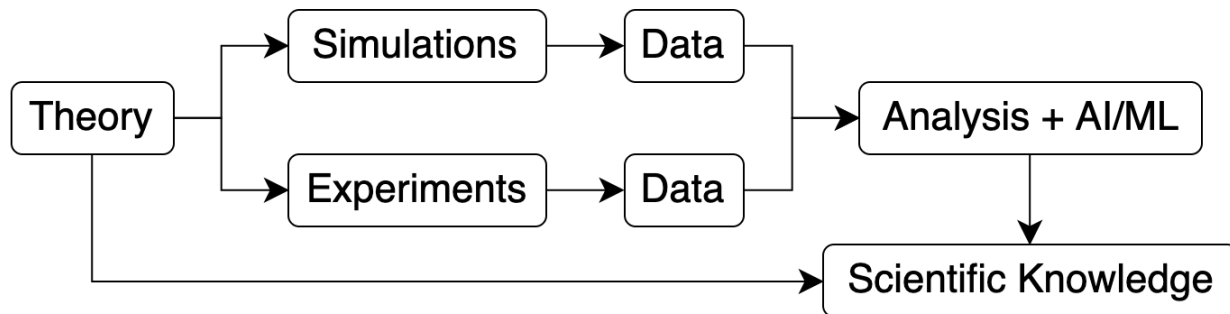 Simulations
Data
Theory
Analysis + AI/ML
Experiments
Data
Scientific Knowledge